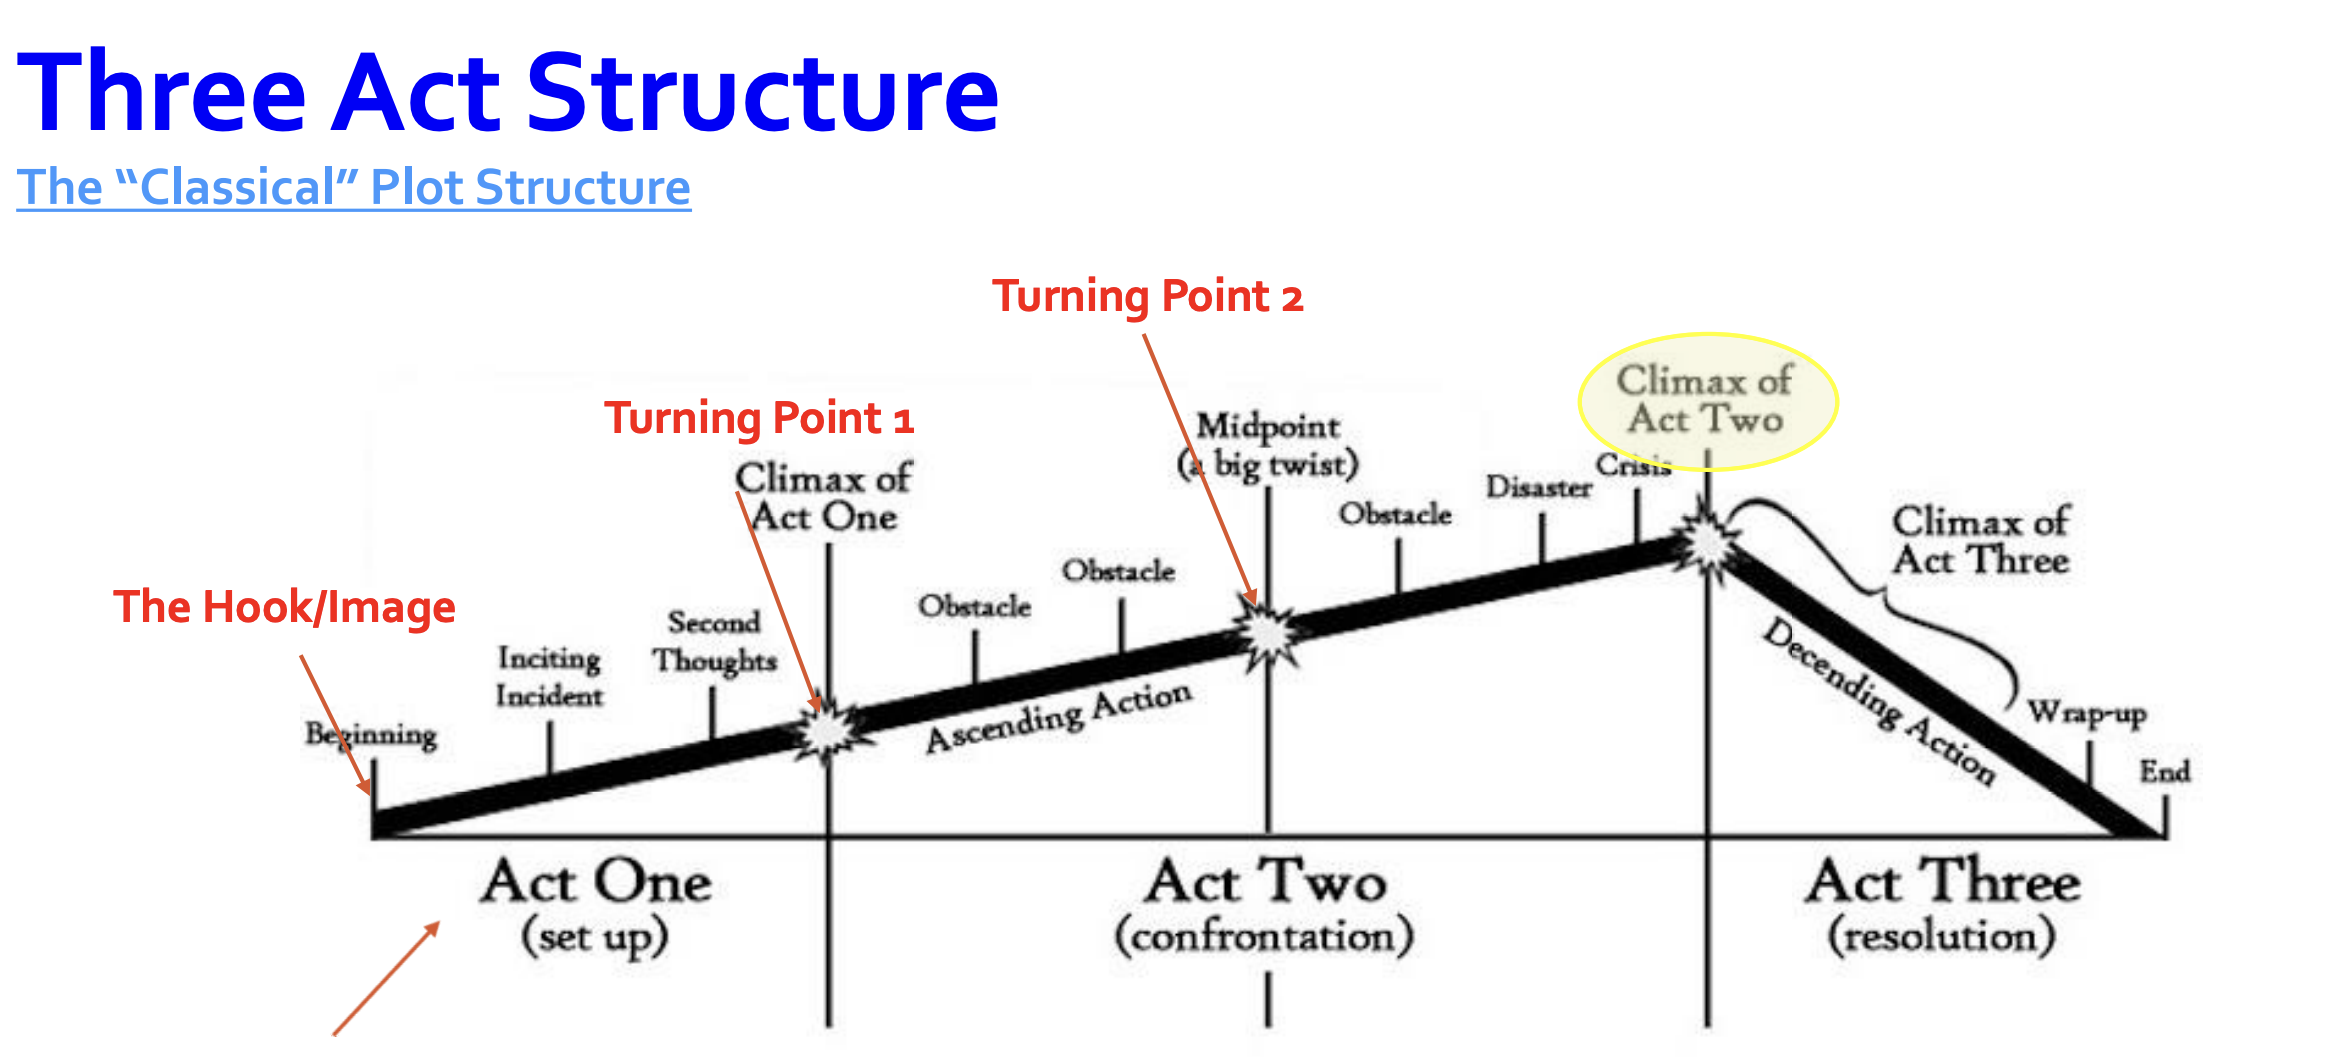 Three Act Structure
The “Classical” Plot Structure
Turning Point 2
Turning Point 1
The Hook/Image
Beginning
Inciting
Incident
Second
Thoughts
Climax of
Act One
Obstacle
Obstacle
Ascending Action
Midpoint
(a big twist)
Obstacle
Disaster
Crisis
Climax of
Act Two
Climax of
Act Three
Decending Action
Wrap-up
End
Act One
(set up)
Act Two
(confrontation)
Act Three
(resolution)